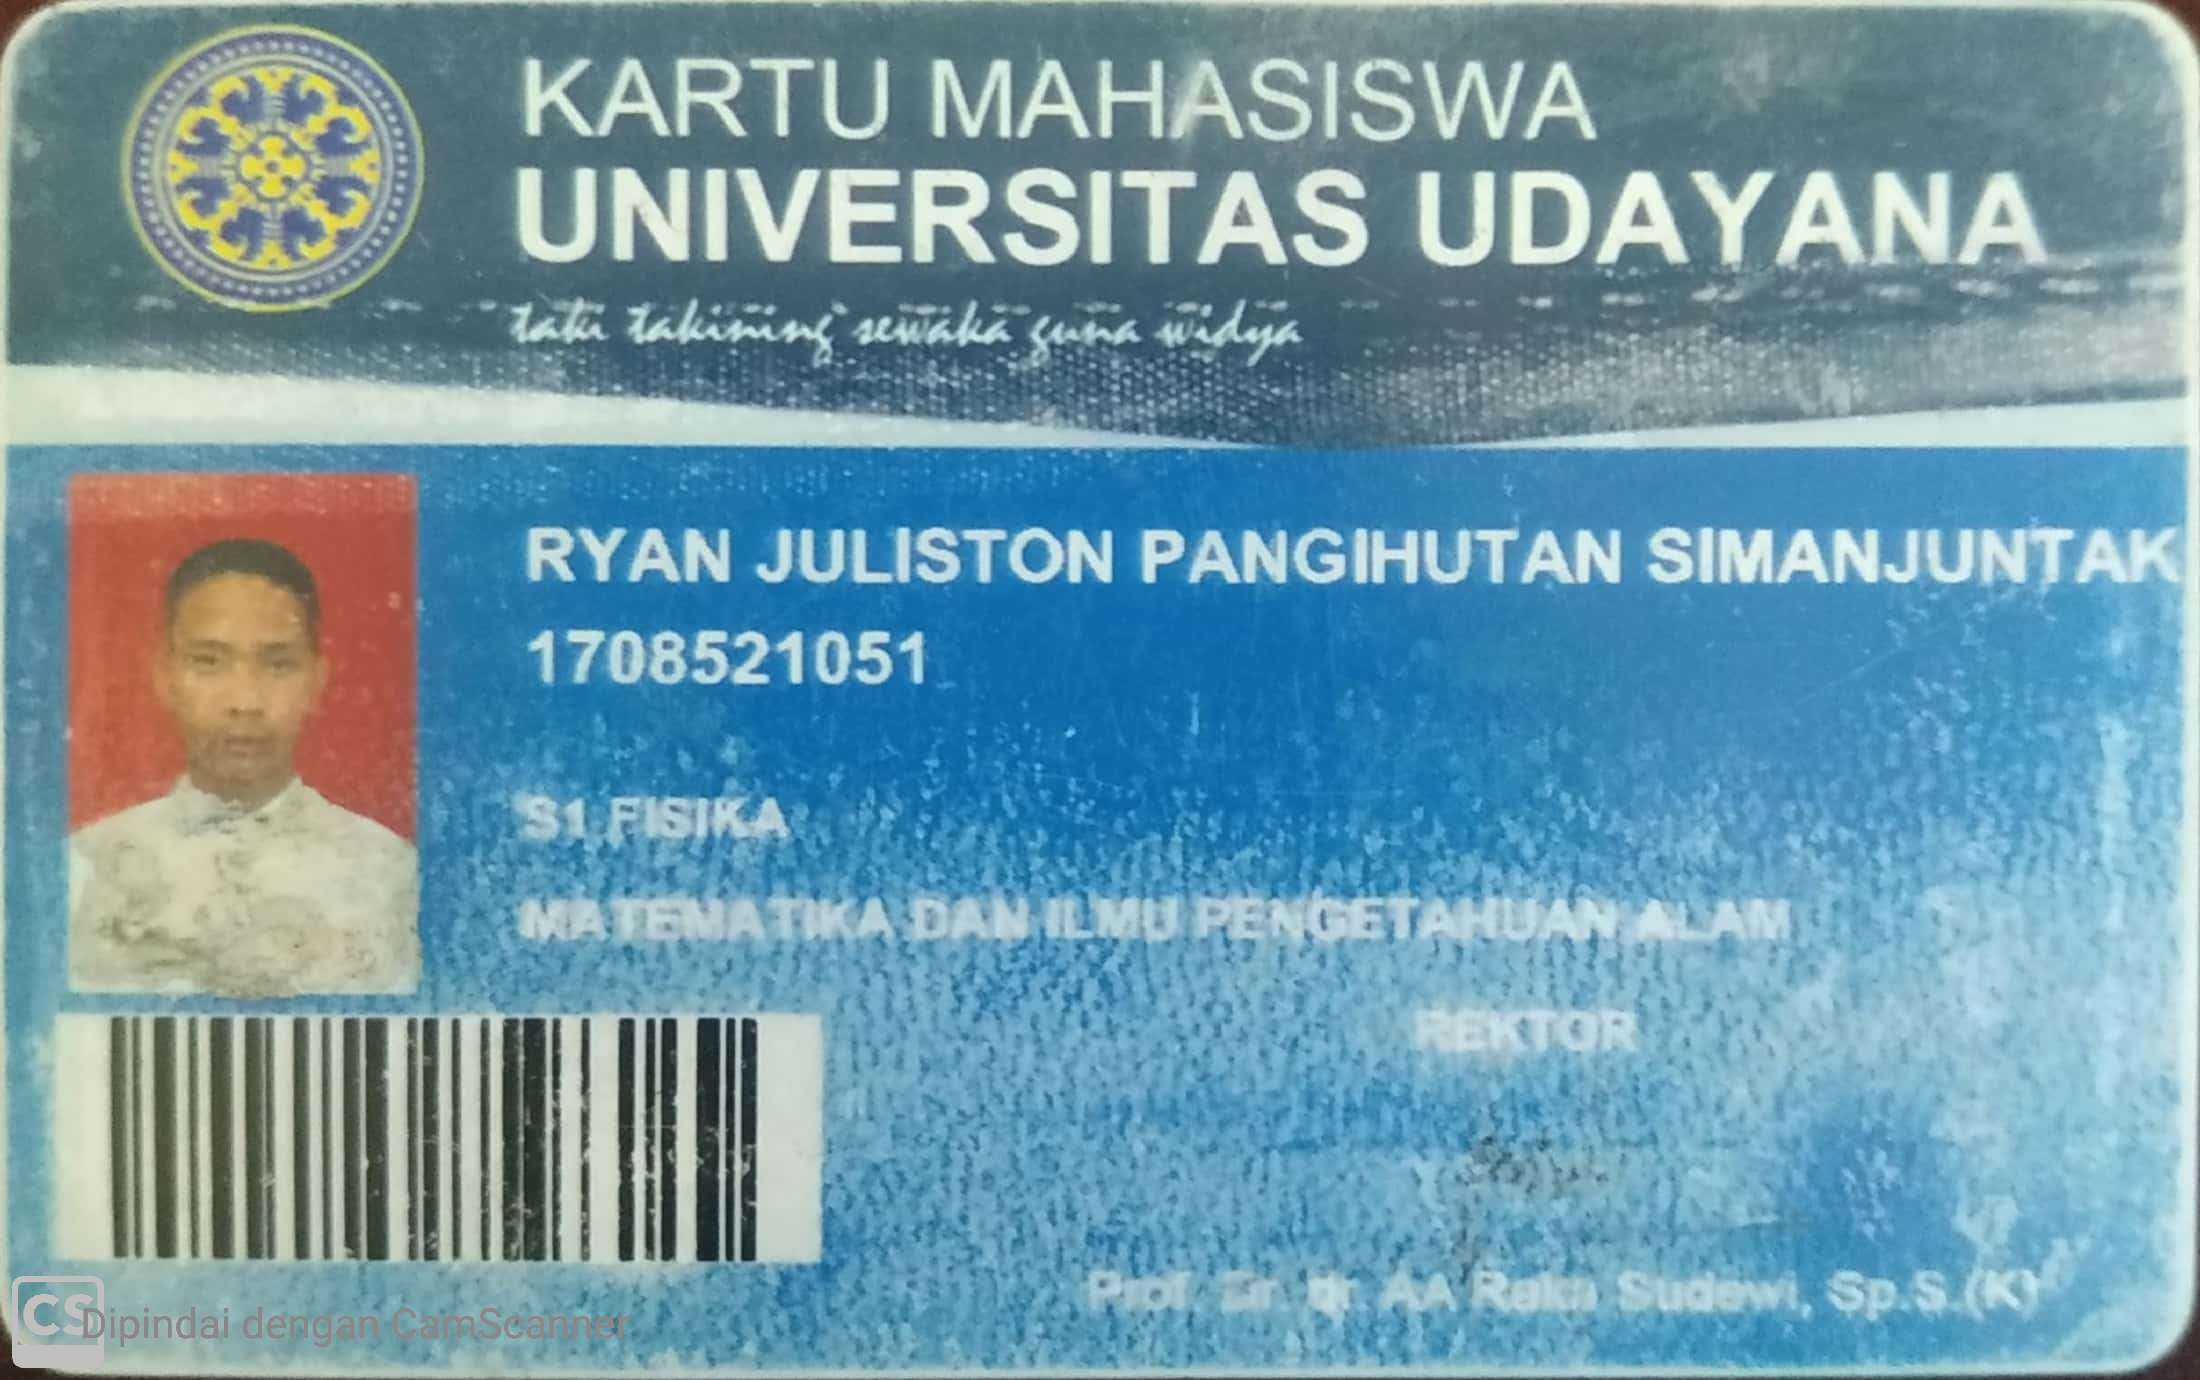 KARTU MAHASISWA
UNIVERSITAS UDAYANA
taki takining sewaka guna widya
RYAN JULISTON PANGIHUTAN SIMANJUNTAK
1708521051
S1 FISIKA
MATEMATIKA DAN ILMU PENGETAHUAN ALAM
REKTOR
Prof. Dr. dr. AA Raka Sudewi, Sp.S.(K)
CS Dipindai dengan CamScanner